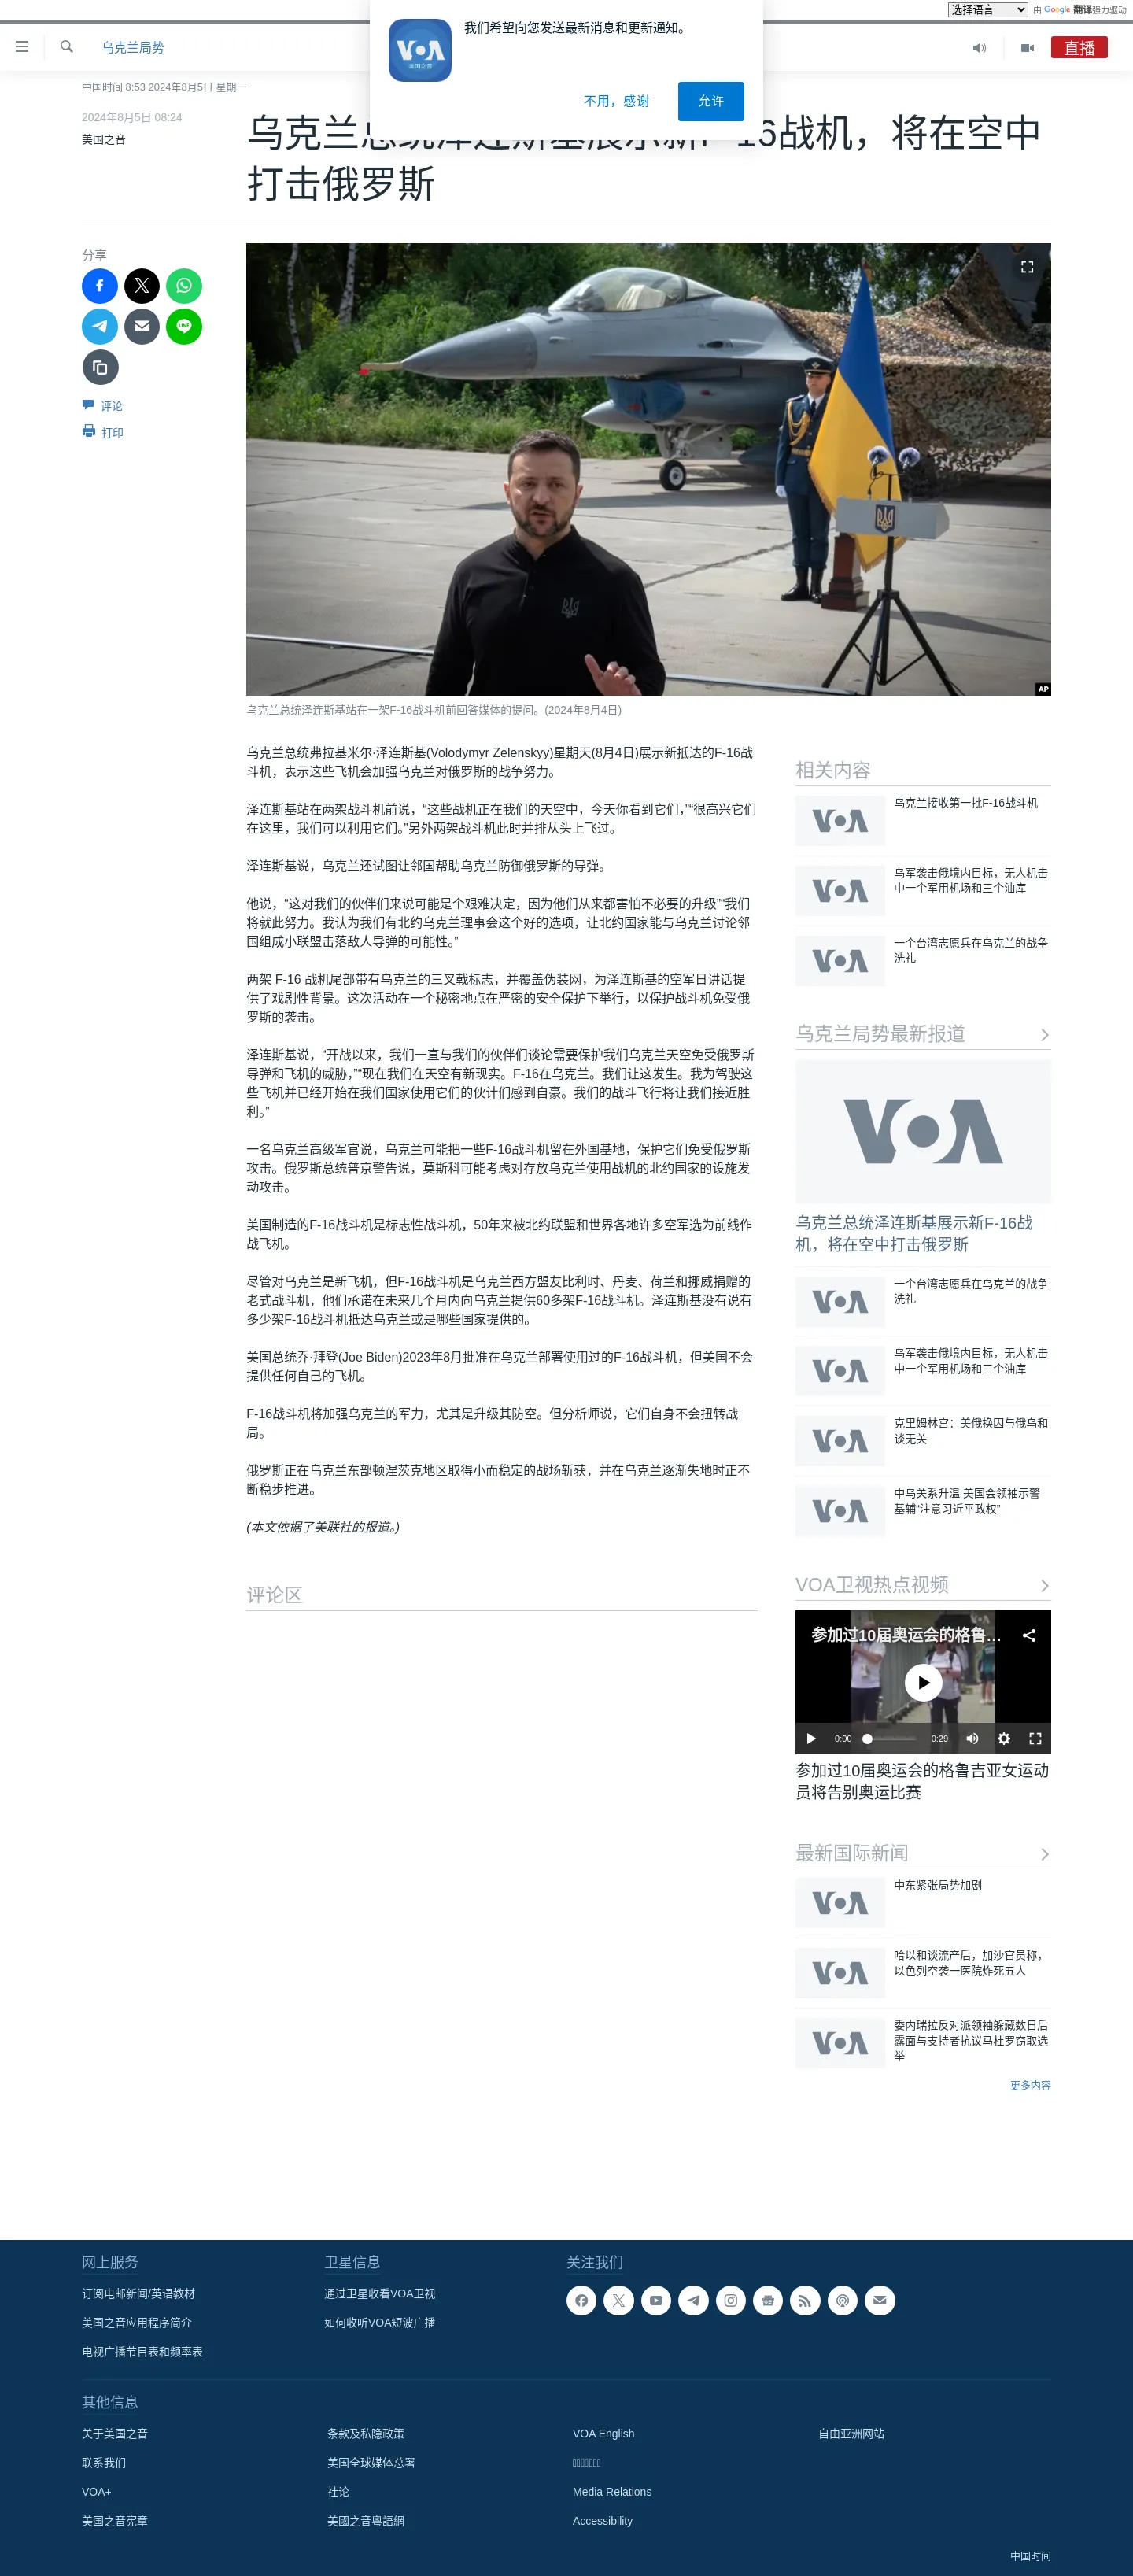 选择语言 由 Google 翻译强力驱动
乌克兰局势
我们希望向您发送最新消息和更新通知。
VOA
美国之音
不用，感谢
允许
直播
中国时间 8:53 2024年8月5日 星期一
2024年8月5日 08:24
美国之音
16战机，将在空中
打击俄罗斯
分享
评论
打印
AP
乌克兰总统泽连斯基站在一架F-16战斗机前回答媒体的提问。(2024年8月4日)
乌克兰总统弗拉基米尔·泽连斯基(Volodymyr Zelenskyy)星期天(8月4日)展示新抵达的F-16战
斗机，表示这些飞机会加强乌克兰对俄罗斯的战争努力。
泽连斯基站在两架战斗机前说，“这些战机正在我们的天空中，今天你看到它们，”“很高兴它们
在这里，我们可以利用它们。”另外两架战斗机此时并排从头上飞过。
泽连斯基说，乌克兰还试图让邻国帮助乌克兰防御俄罗斯的导弹。
他说，“这对我们的伙伴们来说可能是个艰难决定，因为他们从来都害怕不必要的升级”“我们
将就此努力。我认为我们有北约乌克兰理事会这个好的选项，让北约国家能与乌克兰讨论邻
国组成小联盟击落敌人导弹的可能性。”
两架 F-16 战机尾部带有乌克兰的三叉戟标志，并覆盖伪装网，为泽连斯基的空军日讲话提
供了戏剧性背景。这次活动在一个秘密地点在严密的安全保护下举行，以保护战斗机免受俄
罗斯的袭击。
泽连斯基说，“开战以来，我们一直与我们的伙伴们谈论需要保护我们乌克兰天空免受俄罗斯
导弹和飞机的威胁，”“现在我们在天空有新现实。F-16在乌克兰。我们让这发生。我为驾驶这
些飞机并已经开始在我们国家使用它们的伙计们感到自豪。我们的战斗飞行将让我们接近胜
利。”
一名乌克兰高级军官说，乌克兰可能把一些F-16战斗机留在外国基地，保护它们免受俄罗斯
攻击。俄罗斯总统普京警告说，莫斯科可能考虑对存放乌克兰使用战机的北约国家的设施发
动攻击。
美国制造的F-16战斗机是标志性战斗机，50年来被北约联盟和世界各地许多空军选为前线作
战飞机。
尽管对乌克兰是新飞机，但F-16战斗机是乌克兰西方盟友比利时、丹麦、荷兰和挪威捐赠的
老式战斗机，他们承诺在未来几个月内向乌克兰提供60多架F-16战斗机。泽连斯基没有说有
多少架F-16战斗机抵达乌克兰或是哪些国家提供的。
美国总统乔·拜登(Joe Biden)2023年8月批准在乌克兰部署使用过的F-16战斗机，但美国不会
提供任何自己的飞机。
F-16战斗机将加强乌克兰的军力，尤其是升级其防空。但分析师说，它们自身不会扭转战
局。
俄罗斯正在乌克兰东部顿涅茨克地区取得小而稳定的战场斩获，并在乌克兰逐渐失地时正不
断稳步推进。
(本文依据了美联社的报道。)
评论区
相关内容
VOA
乌克兰接收第一批F-16战斗机
VOA
乌军袭击俄境内目标，无人机击
中一个军用机场和三个油库
VOA
一个台湾志愿兵在乌克兰的战争
洗礼
乌克兰局势最新报道
VOA
乌克兰总统泽连斯基展示新F-16战
机，将在空中打击俄罗斯
VOA
一个台湾志愿兵在乌克兰的战争
洗礼
VOA
乌军袭击俄境内目标，无人机击
中一个军用机场和三个油库
VOA
克里姆林宫：美俄换囚与俄乌和
谈无关
VOA
中乌关系升温 美国会领袖示警
基辅“注意习近平政权”
VOA卫视热点视频
参加过10届奥运会的格鲁…
0:00
0:29
参加过10届奥运会的格鲁吉亚女运动
员将告别奥运比赛
最新国际新闻
VOA
中东紧张局势加剧
VOA
哈以和谈流产后，加沙官员称，
以色列空袭一医院炸死五人
VOA
委内瑞拉反对派领袖躲藏数日后
露面与支持者抗议马杜罗窃取选
举
更多内容
网上服务
订阅电邮新闻/英语教材
美国之音应用程序简介
电视广播节目表和频率表
卫星信息
通过卫星收看VOA卫视
如何收听VOA短波广播
关注我们
其他信息
关于美国之音
联系我们
VOA+
美国之音宪章
条款及私隐政策
美国全球媒体总署
社论
美國之音粵語網
VOA English
Media Relations
Accessibility
自由亚洲网站
中国时间